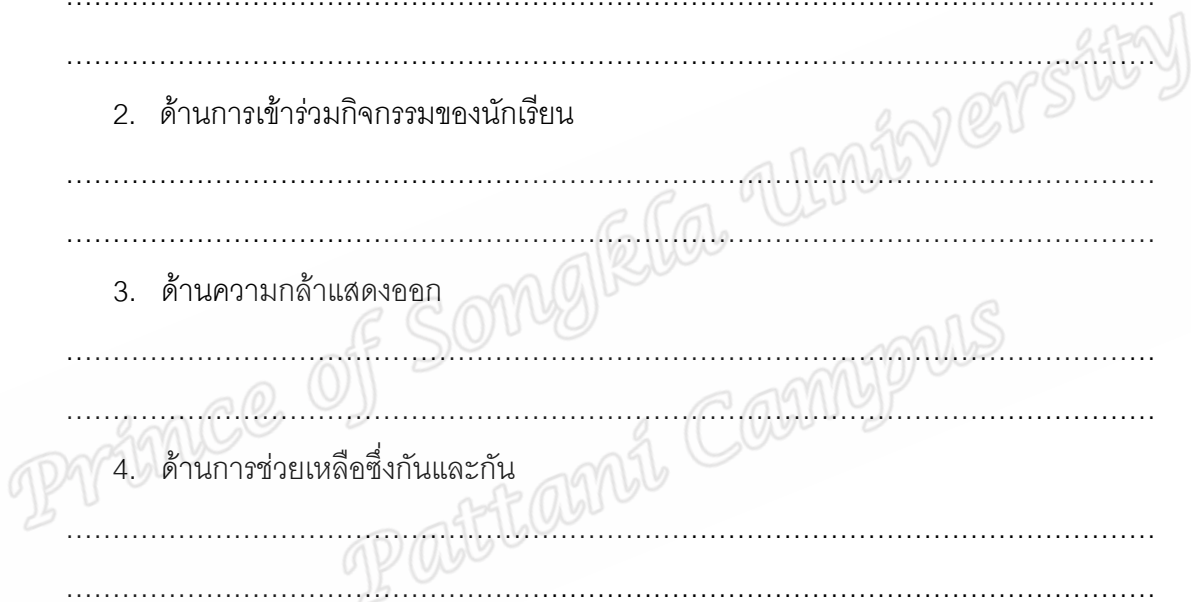 ........................................................................................................................
........................................................................................................................
2. ด้านการเข้าร่วมกิจกรรมของนักเรียน
........................................................................................................................
........................................................................................................................
3. ด้านความกล้าแสดงออก
........................................................................................................................
........................................................................................................................
4. ด้านการช่วยเหลือซึ่งกันและกัน
........................................................................................................................
........................................................................................................................
Prince of Songkla University
Pattani Campus